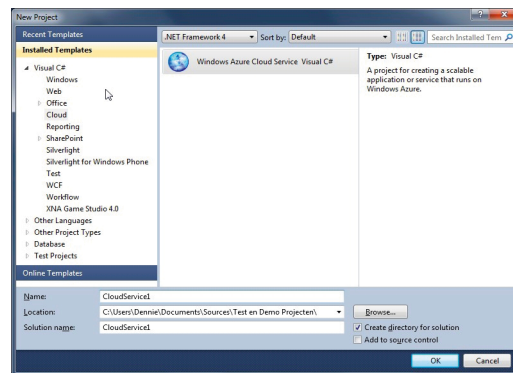 New Project
Recent Templates
.NET Framework 4
Sort by: Default
Search Installed Tem
Installed Templates
Visual C#
Windows
Web
Office
Cloud
Reporting
SharePoint
Silverlight
Silverlight for Windows Phone
Test
WCF
Workflow
XNA Game Studio 4.0
Other Languages
Other Project Types
Database
Test Projects
Online Templates
Windows Azure Cloud Service Visual C#
Type: Visual C#
A project for creating a scalable
application or service that runs on
Windows Azure.
Name: CloudService1
Location: C:\Users\Dennie\Documents\Sources\Test en Demo Projecten\
Browse...
Solution name: CloudService1
Create directory for solution
Add to source control
OK Cancel